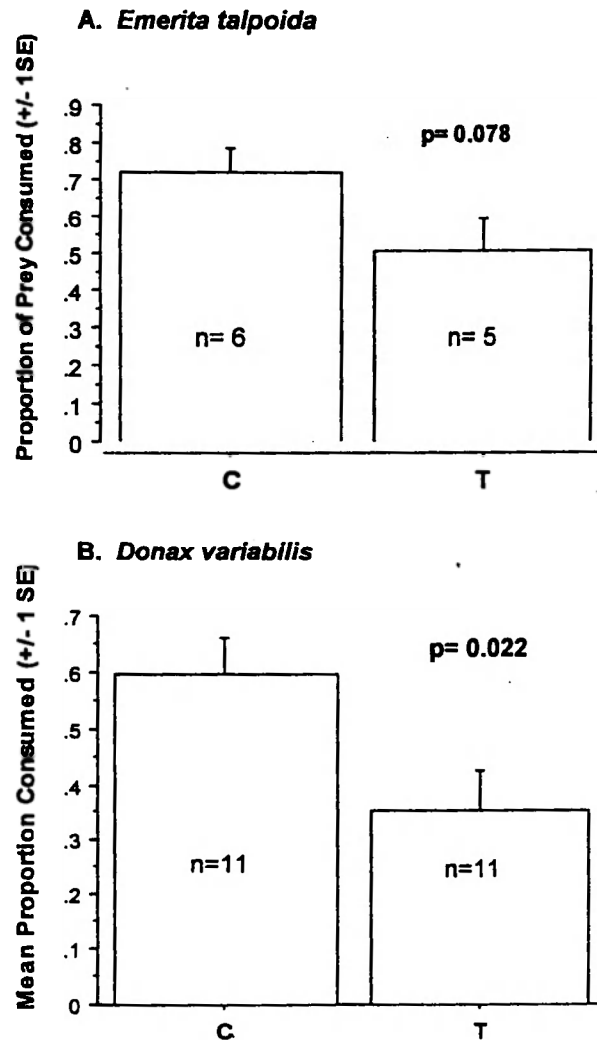 A. Emerita talpoida
Proportion of Prey Consumed (+/- 1SE)
.9
.8
.7
.6
.5
.4
.3
.2
.1
0
p= 0.078
n= 6
n= 5
C
T
B. Donax variabilis
Mean Proportion Consumed (+/- 1 SE)
.7
.6
.5
.4
.3
.2
.1
0
p= 0.022
n=11
n=11
C
T